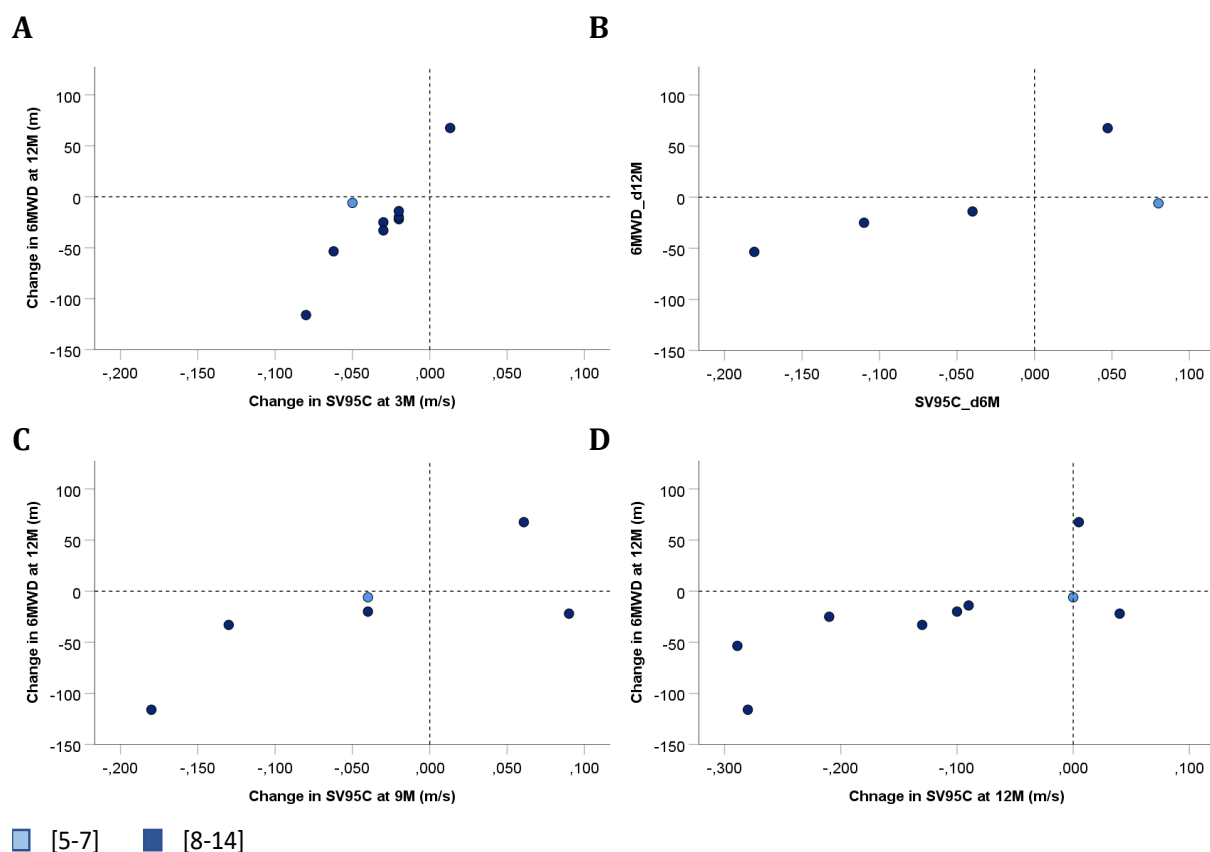 A
Change in 6MWD at 12M (m)
100
50
0
-50
-100
-150
-,200 -,150 -,100 -,050 ,000 ,050 ,100
Change in SV95C at 3M (m/s)
B
6MWD_d12M
100
50
0
-50
-100
-150
-,200 -,150 -,100 -,050 ,000 ,050 ,100
SV95C_d6M
C
Change in 6MWD at 12M (m)
100
50
0
-50
-100
-150
-,200 -,150 -,100 -,050 ,000 ,050 ,100
Change in SV95C at 9M (m/s)
D
Change in 6MWD at 12M (m)
100
50
0
-50
-100
-150
-,300 -,200 -,100 ,000 ,100
Chnage in SV95C at 12M (m/s)
[5-7] [8-14]